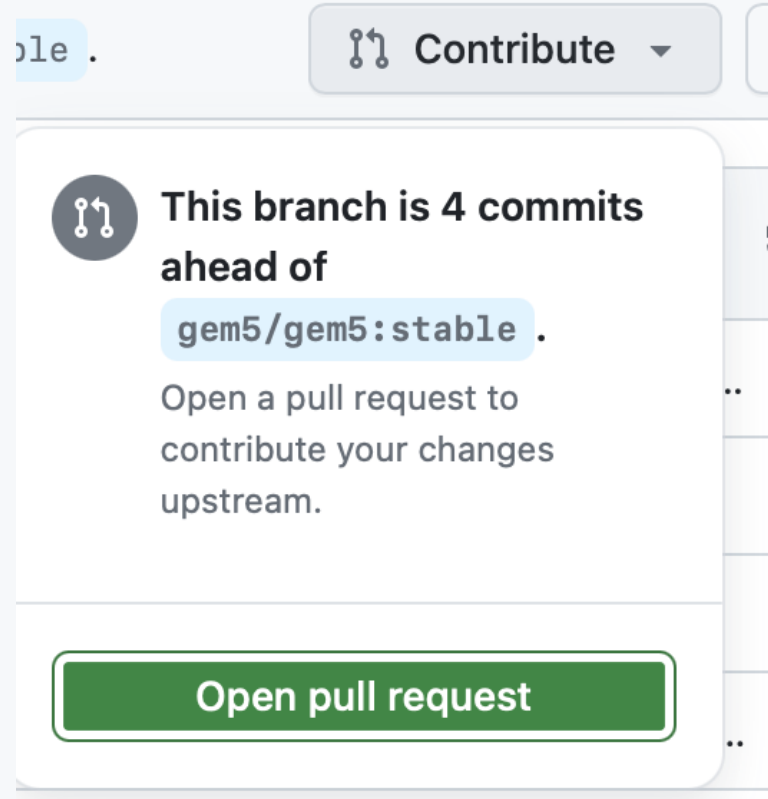 .
Contribute
This branch is 4 commits
ahead of
gem5/gem5:stable .
Open a pull request to
contribute your changes
upstream.
Open pull request